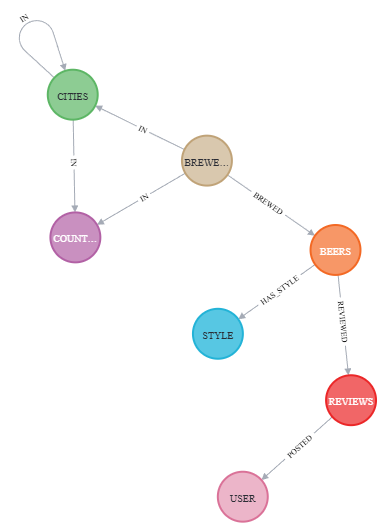 IN
CITIES
IN
BREWE...
IN
IN
BREWED
COUNT...
BEERS
HAS_STYLE
STYLE
REVIEWED
REVIEWS
POSTED
USER